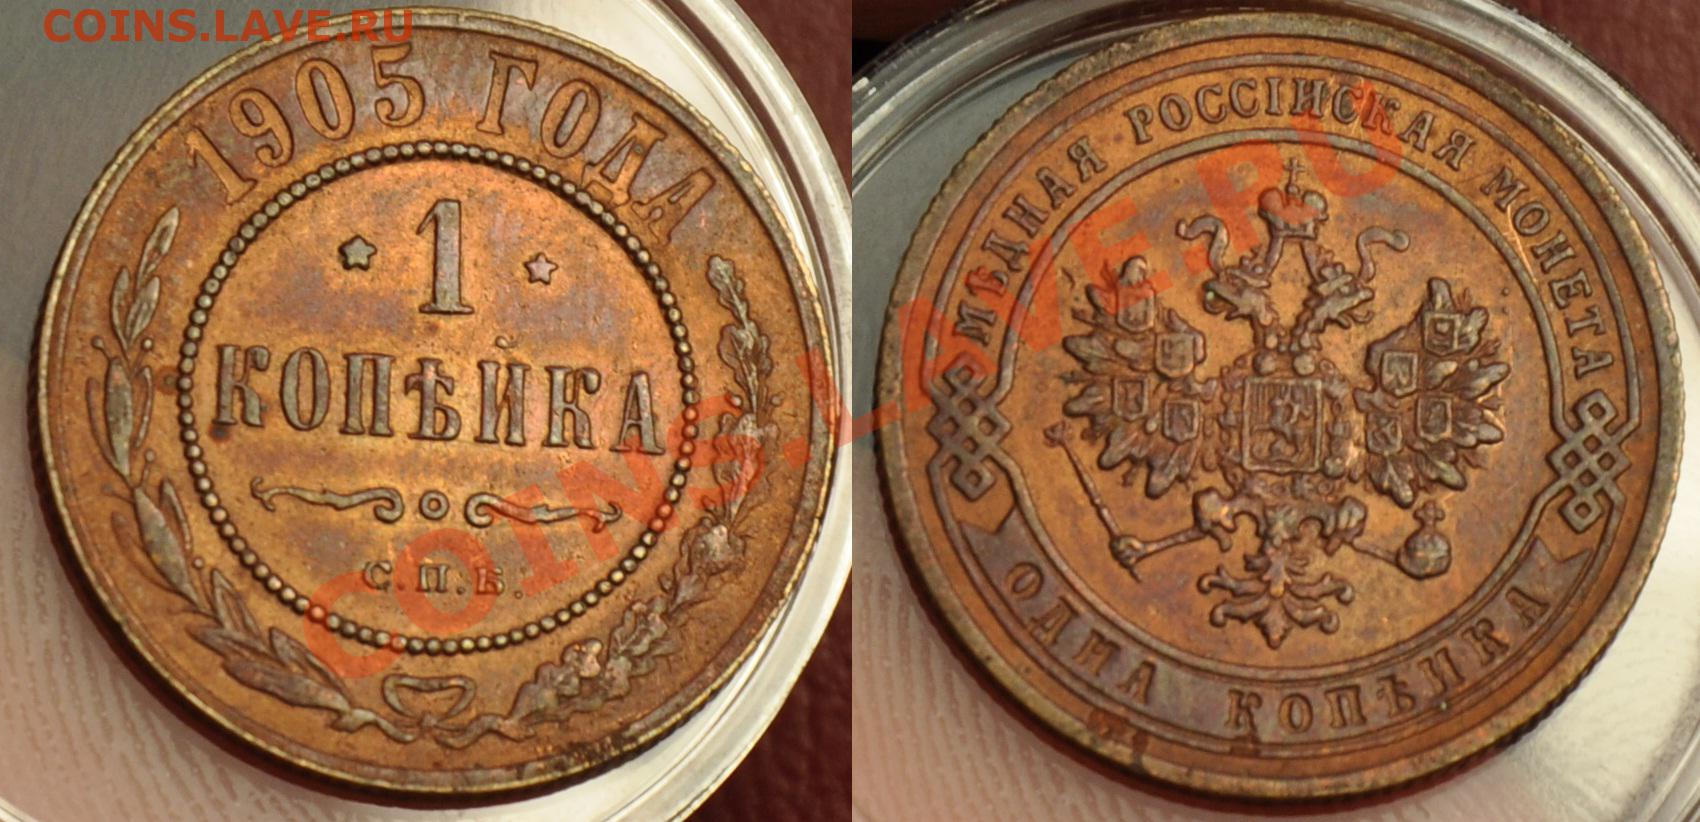 COINS.LAVE.RU
1905 ГОДА
1
КОПѢЙКА
С.П.Б.
МѢДНАЯ РОССІЙСКАЯ МОНЕТА
ОДНА КОПѢЙКА
COINS.LAVE.RU